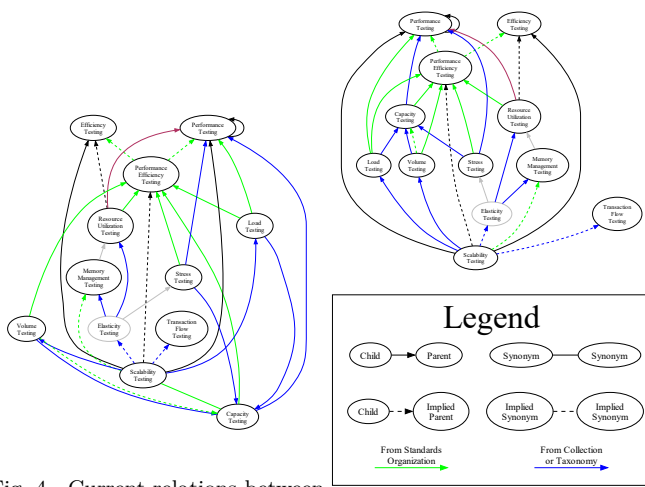 Performance
Testing
Efficiency
Testing
Performance
Efficiency
Testing
Resource
Utilization
Testing
Capacity
Testing
Load
Testing
Volume
Testing
Stress
Testing
Memory
Management
Testing
Elasticity
Testing
Transaction
Flow
Testing
Scalability
Testing
Efficiency
Testing
Performance
Testing
Performance
Efficiency
Testing
Resource
Utilization
Testing
Load
Testing
Memory
Management
Testing
Stress
Testing
Volume
Testing
Elasticity
Testing
Transaction
Flow
Testing
Scalability
Testing
Capacity
Testing
Legend
Child
Parent
Synonym
Synonym
Child
Implied
Parent
Implied
Synonym
Implied
Synonym
From Standards
Organization
From Collection
or Taxonomy
Fig. 4. Current relations between